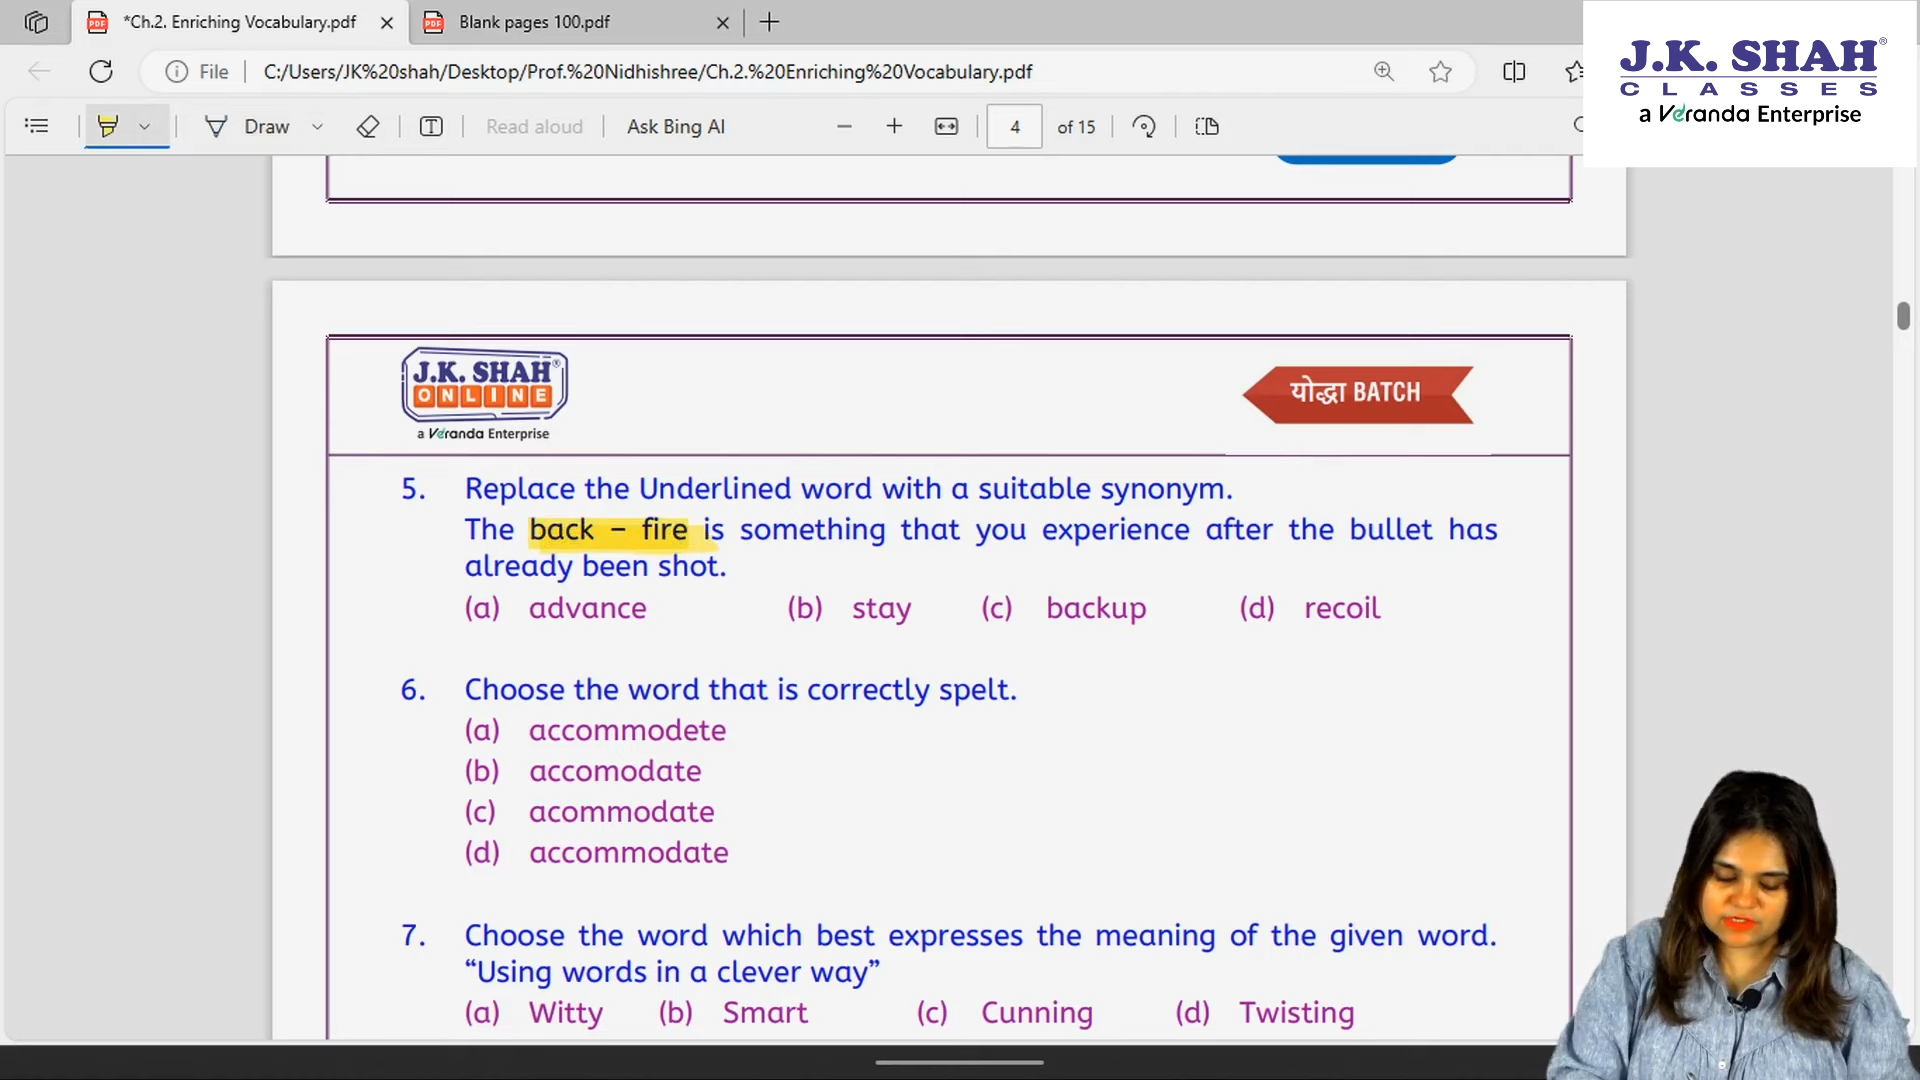 *Ch.2. Enriching Vocabulary.pdf
Blank pages 100.pdf
File
C:/Users/JK%20shah/Desktop/Prof.%20Nidhishree/Ch.2.%20Enriching%20Vocabulary.pdf
J.K. SHAH®
CLASSES
a Veranda Enterprise
Draw
Read aloud
Ask Bing AI
4
of 15
J.K. SHAH®
ONLINE
a Veranda Enterprise
योद्धा BATCH
5. Replace the Underlined word with a suitable synonym.
The back – fire is something that you experience after the bullet has
already been shot.
(a) advance (b) stay (c) backup (d) recoil
6. Choose the word that is correctly spelt.
(a) accommodete
(b) accomodate
(c) acommodate
(d) accommodate
7. Choose the word which best expresses the meaning of the given word.
“Using words in a clever way”
(a) Witty (b) Smart (c) Cunning (d) Twisting